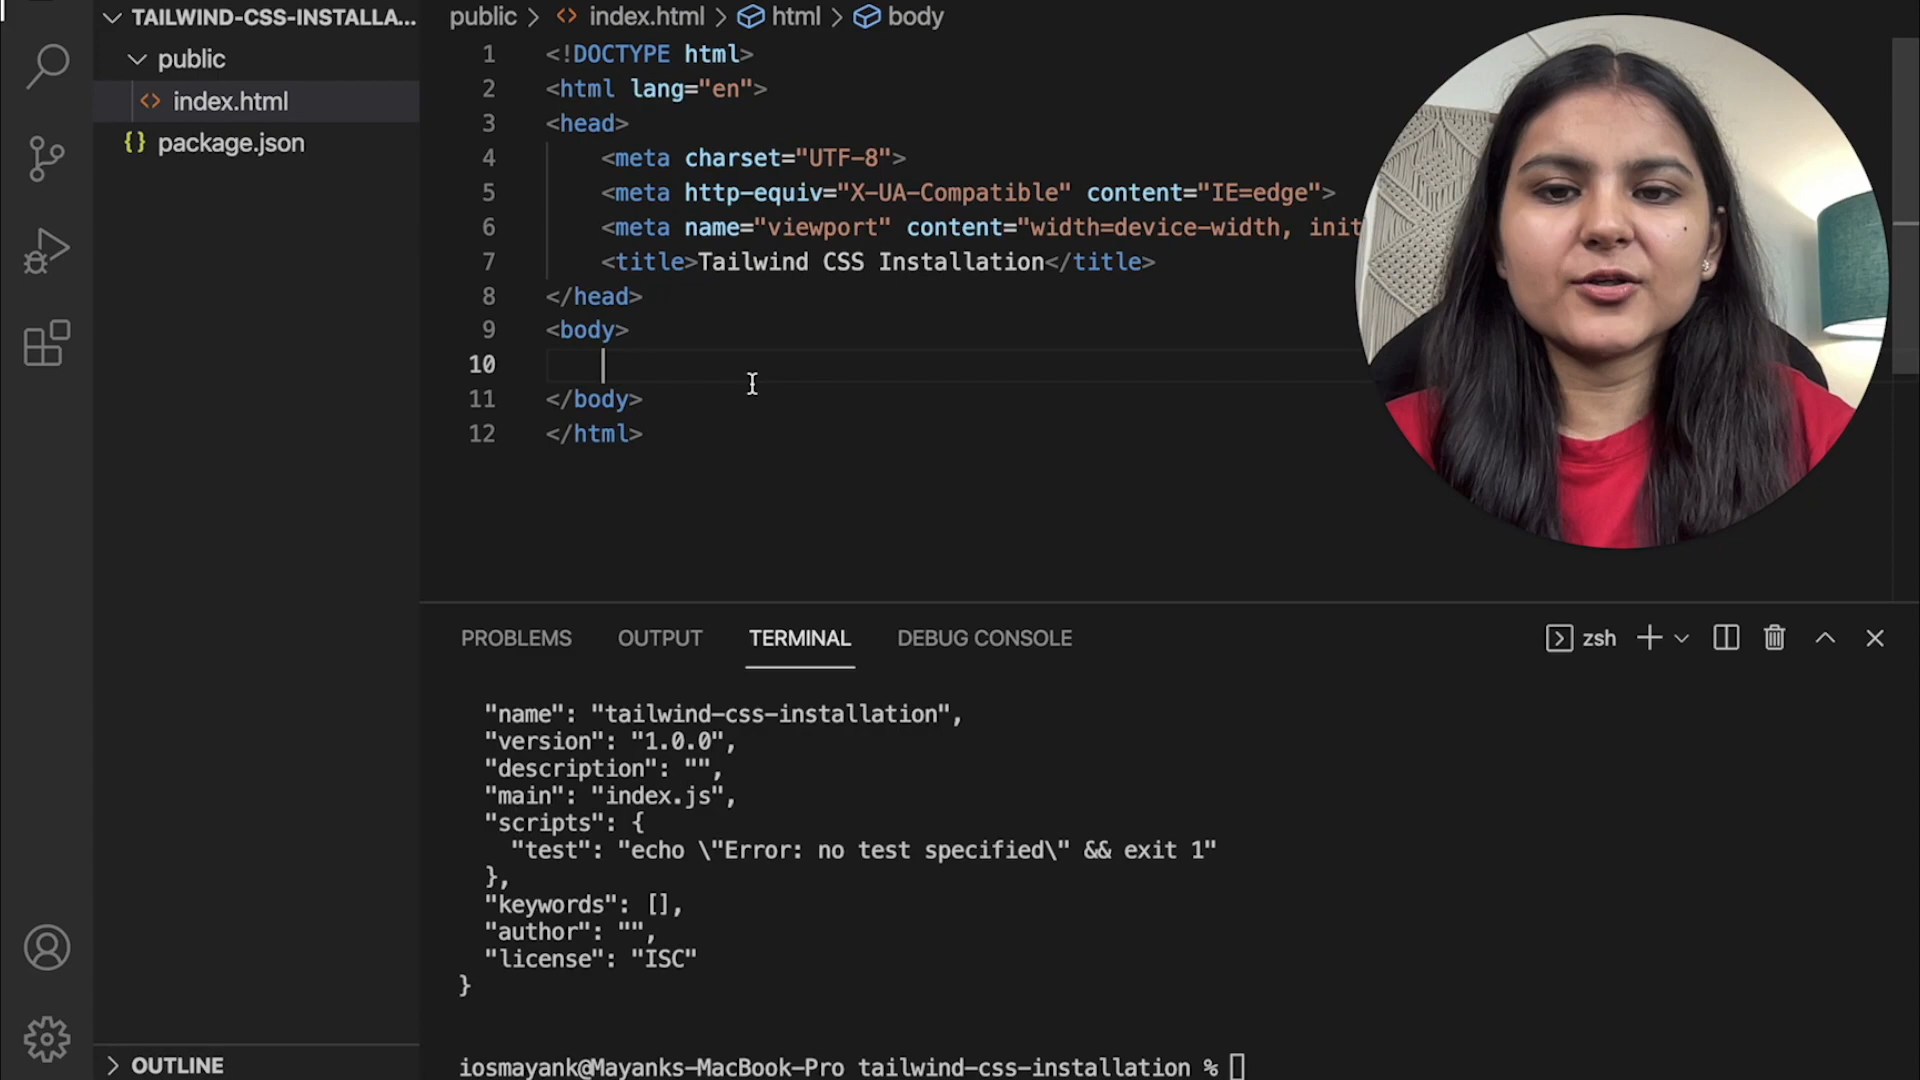 TAILWIND-CSS-INSTALLA...
public
index.html
package.json
OUTLINE
public > index.html > html > body
1 <!DOCTYPE html>
2 <html lang="en">
3 <head>
4 <meta charset="UTF-8">
5 <meta http-equiv="X-UA-Compatible" content="IE=edge">
6 <meta name="viewport" content="width=device-width, init
7 <title>Tailwind CSS Installation</title>
8 </head>
9 <body>
10
11 </body>
12 </html>
PROBLEMS OUTPUT TERMINAL DEBUG CONSOLE zsh
"name": "tailwind-css-installation",
"version": "1.0.0",
"description": "",
"main": "index.js",
"scripts": {
"test": "echo \"Error: no test specified\" && exit 1"
},
"keywords": [],
"author": "",
"license": "ISC"
}
iosmayank@Mayanks-MacBook-Pro tailwind-css-installation %